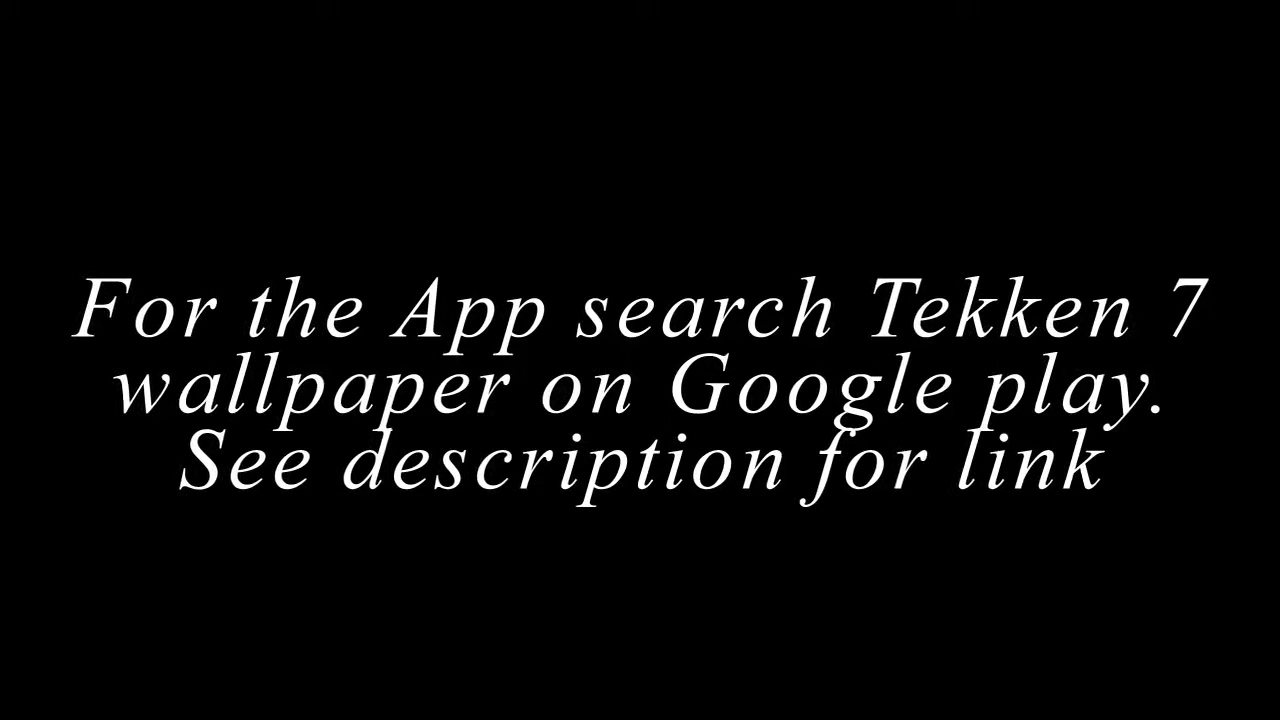 For the App search Tekken 7
wallpaper on Google play.
See description for link